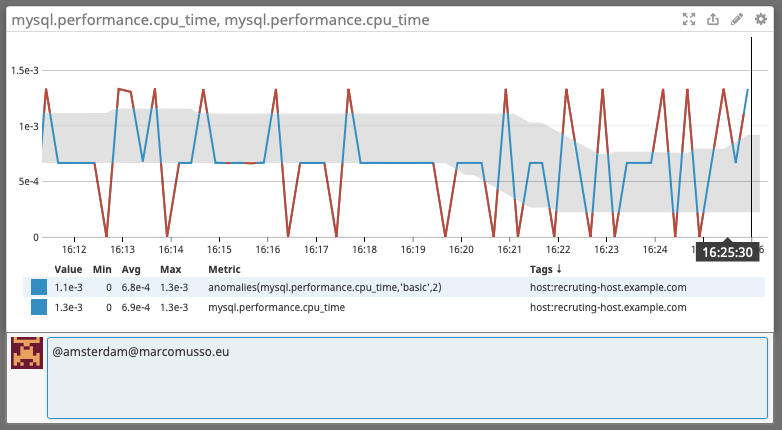 mysql.performance.cpu_time, mysql.performance.cpu_time
1.5e-3
1e-3
5e-4
0
16:12 16:13 16:14 16:15 16:16 16:17 16:18 16:19 16:20 16:21 16:22 16:23 16:24
16:25:30
Value Min Avg Max Metric Tags ↓
1.1e-3 0 6.8e-4 1.3e-3 anomalies(mysql.performance.cpu_time,'basic',2) host:recruting-host.example.com
1.3e-3 0 6.9e-4 1.3e-3 mysql.performance.cpu_time host:recruting-host.example.com
@amsterdam@marcomusso.eu